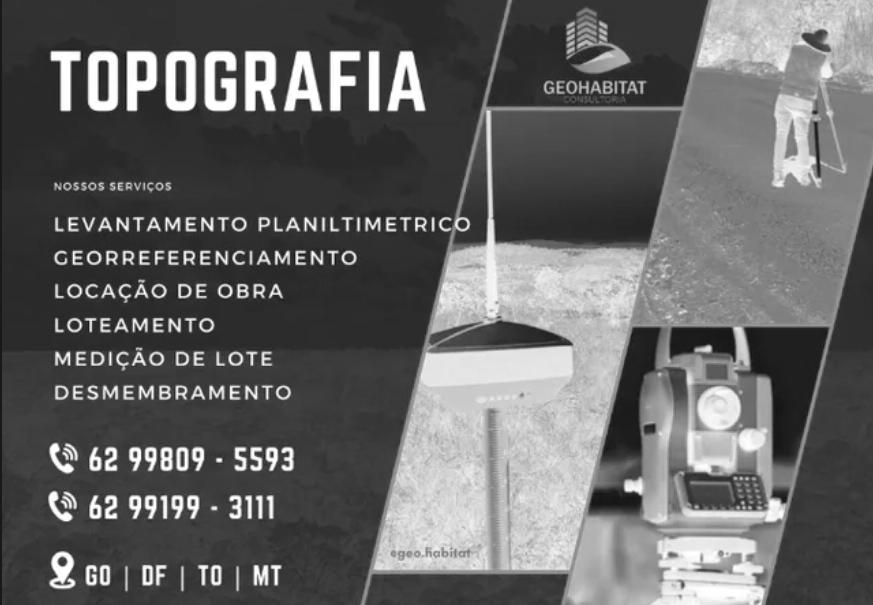 TOPOGRAFIA
GEOHABITAT
CONSULTORIA
NOSSOS SERVIÇOS
LEVANTAMENTO PLANILTIMETRICO
GEORREFERENCIAMENTO
LOCAÇÃO DE OBRA
LOTEAMENTO
MEDIÇÃO DE LOTE
DESMEMBRAMENTO
62 99809 - 5593
62 99199 - 3111
egeo.habitat
GO | DF | TO | MT